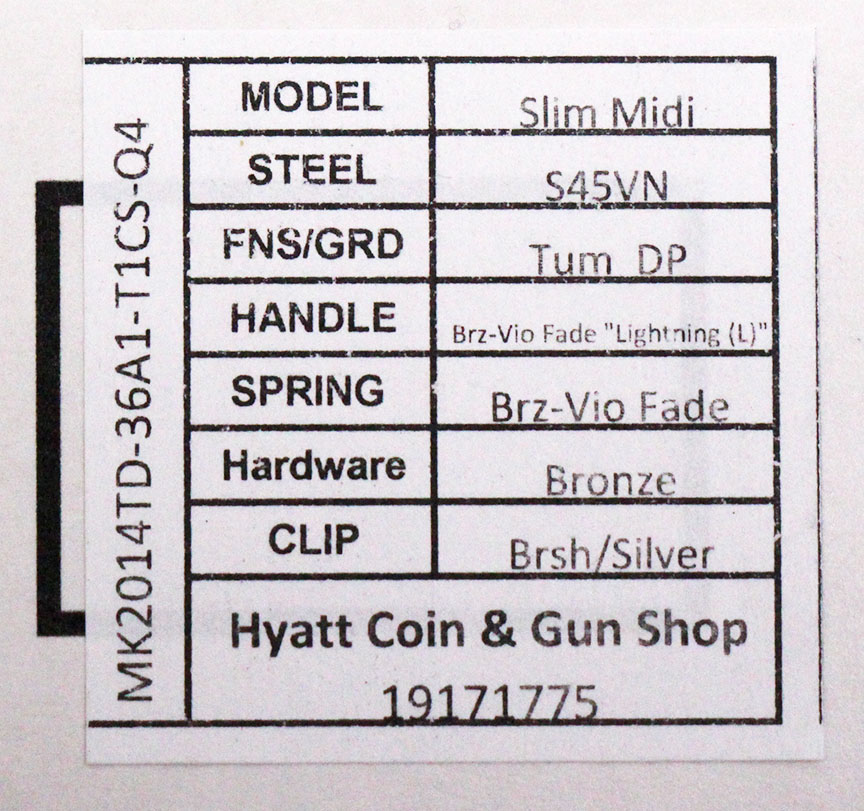 MK2014TD-36A1-T1CS-Q4
MODEL Slim Midi
STEEL S45VN
FNS/GRD Tum DP
HANDLE Brz-Vio Fade "Lightning (L)"
SPRING Brz-Vio Fade
Hardware Bronze
CLIP Brsh/Silver
Hyatt Coin & Gun Shop
19171775